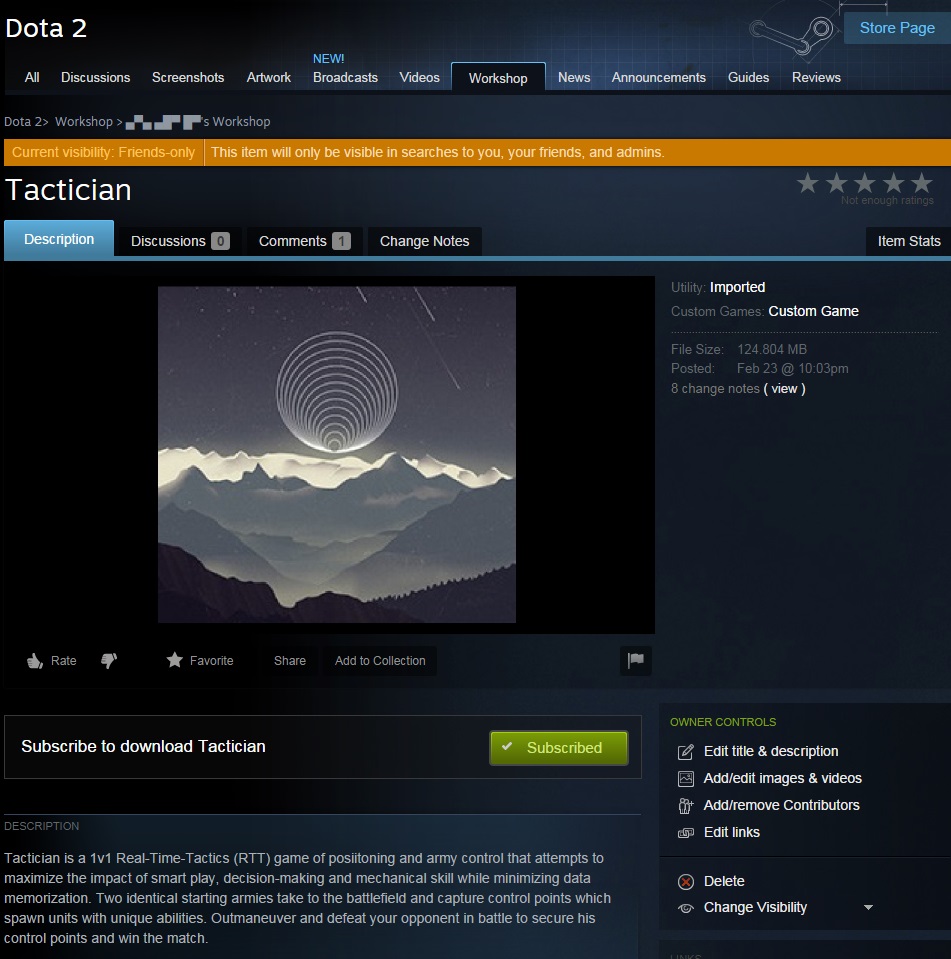 Dota 2
Store Page
NEW!
All Discussions Screenshots Artwork Broadcasts Videos Workshop News Announcements Guides Reviews
Dota 2> Workshop > 's Workshop
Current visibility: Friends-only This item will only be visible in searches to you, your friends, and admins.
Tactician
Not enough ratings
Description Discussions 0 Comments 1 Change Notes Item Stats
Utility: Imported
Custom Games: Custom Game
File Size: 124.804 MB
Posted: Feb 23 @ 10:03pm
8 change notes ( view )
Rate Favorite Share Add to Collection
Subscribe to download Tactician Subscribed
OWNER CONTROLS
Edit title & description
Add/edit images & videos
Add/remove Contributors
Edit links
Delete
Change Visibility
DESCRIPTION
Tactician is a 1v1 Real-Time-Tactics (RTT) game of posiitoning and army control that attempts to
maximize the impact of smart play, decision-making and mechanical skill while minimizing data
memorization. Two identical starting armies take to the battlefield and capture control points which
spawn units with unique abilities. Outmaneuver and defeat your opponent in battle to secure his
control points and win the match.
LINKS